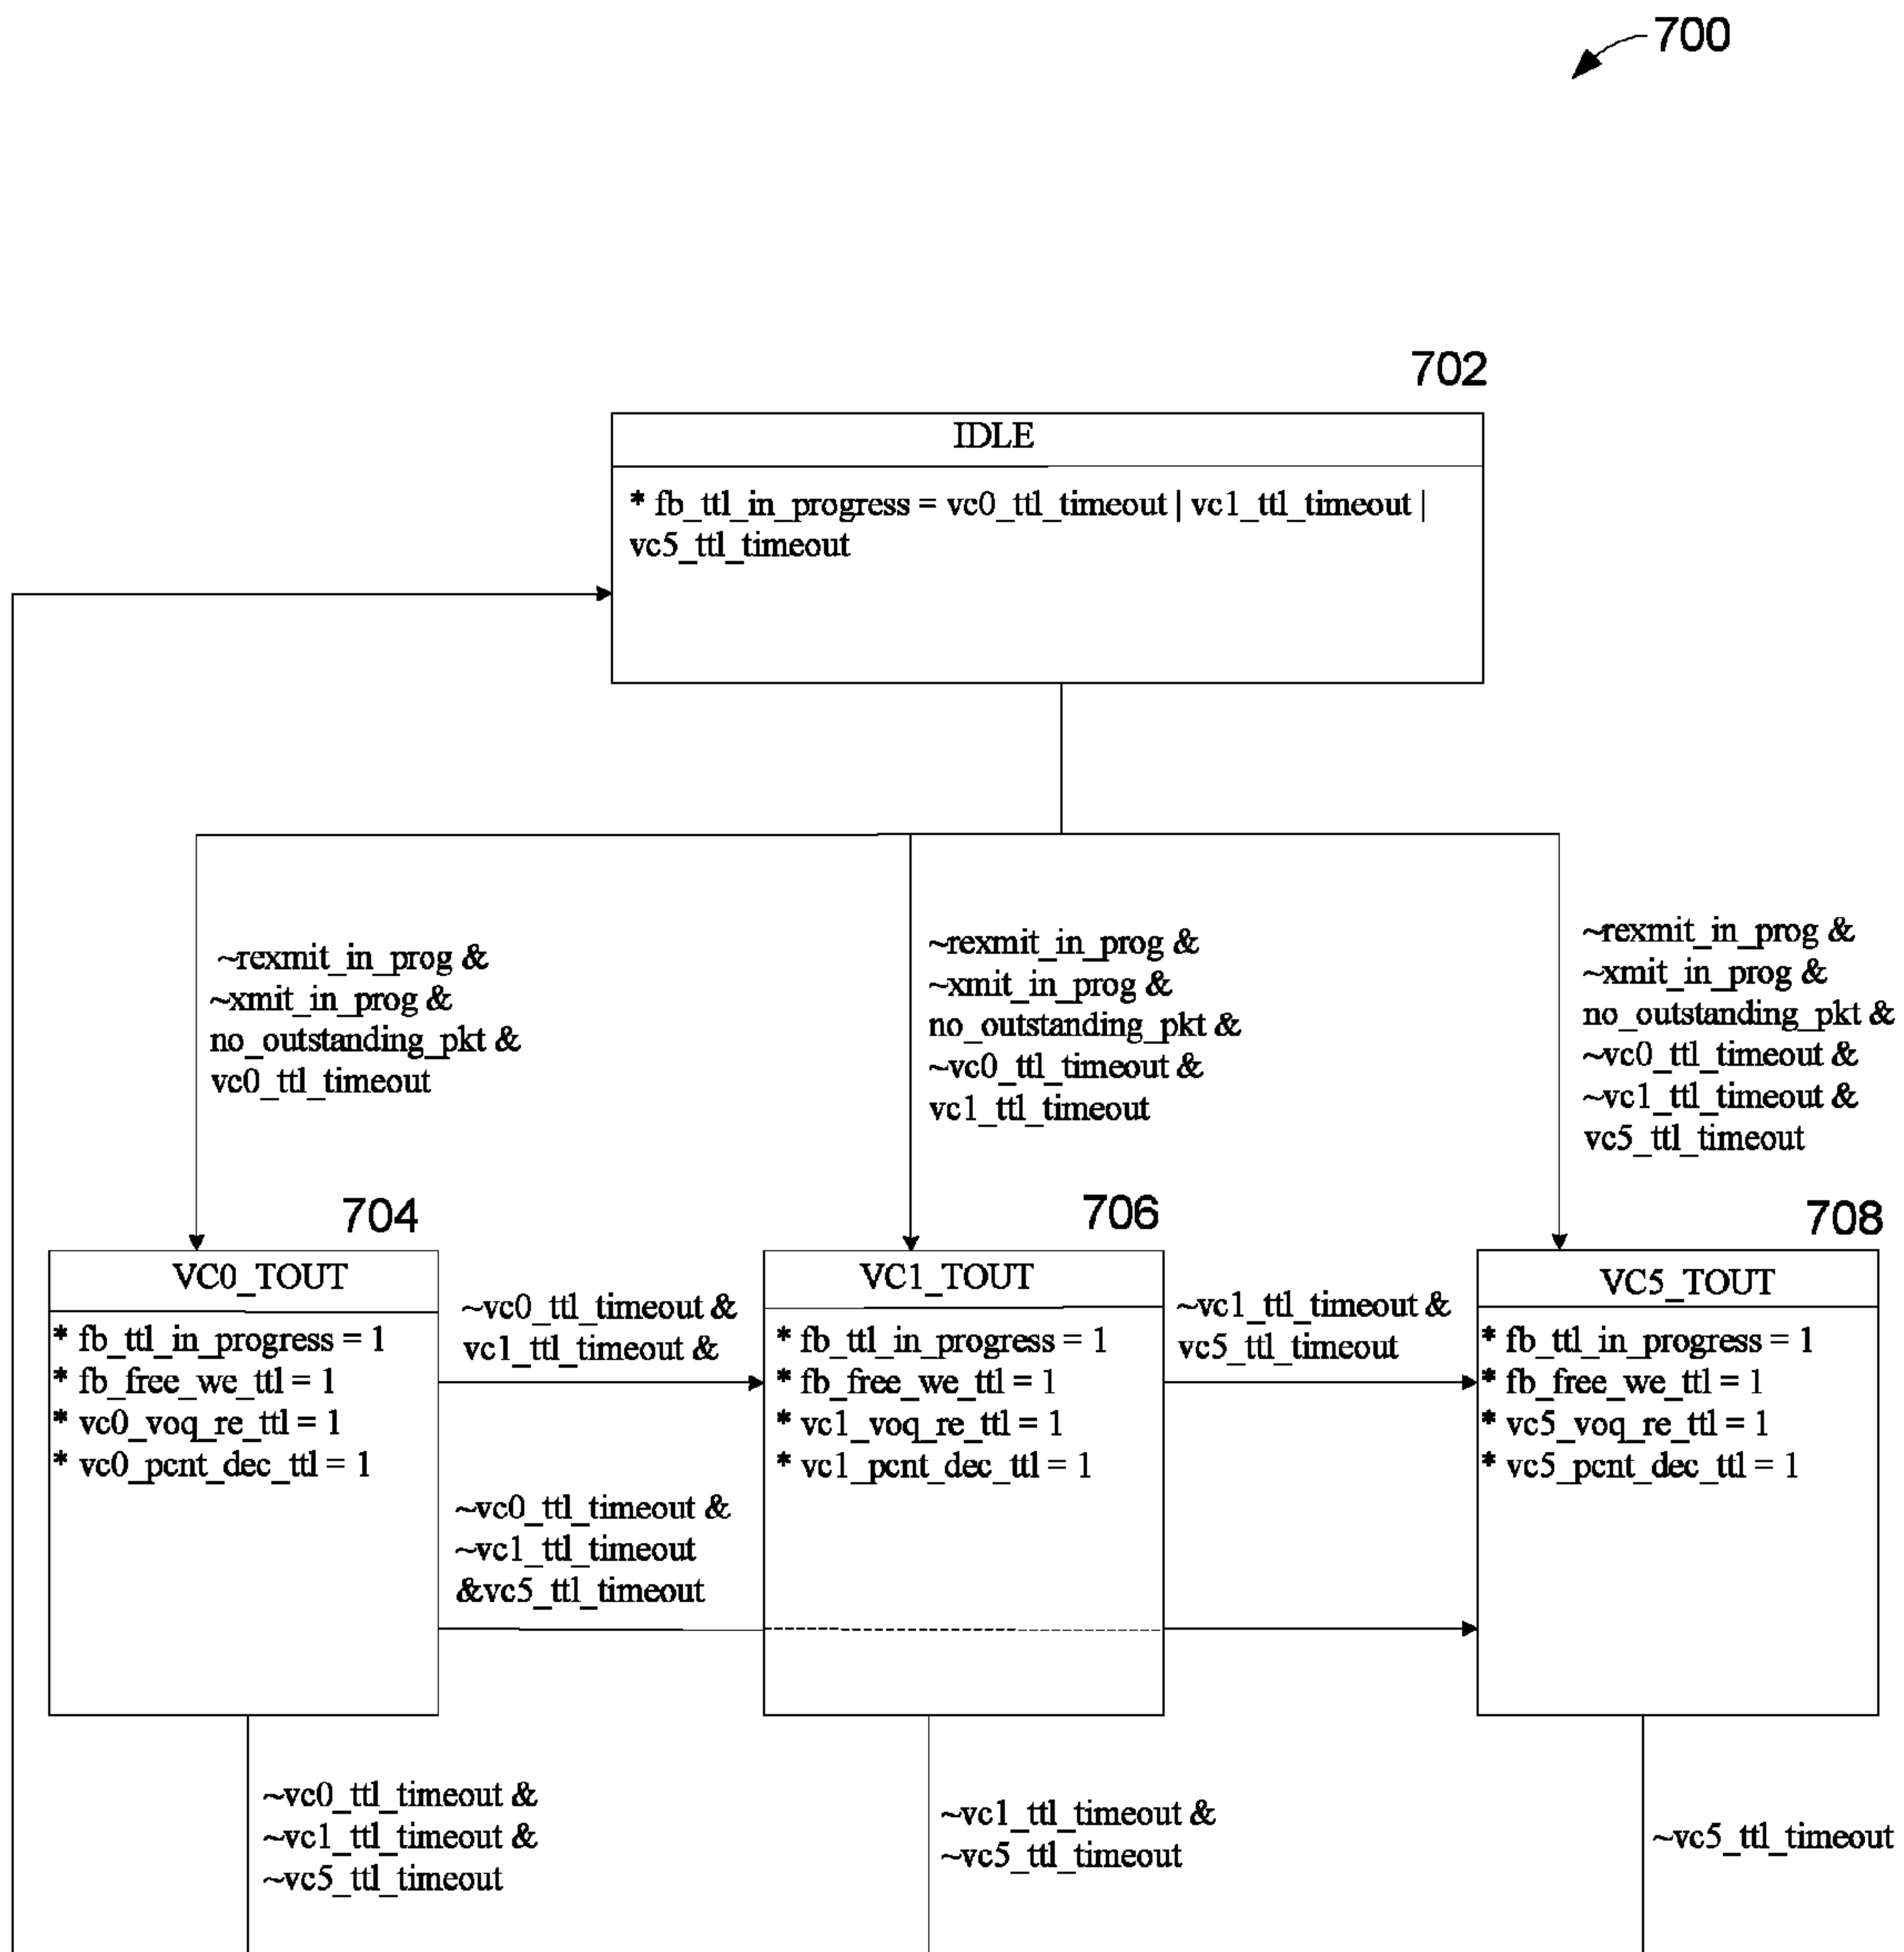 700
702
IDLE
* fb_ttl_in_progress = vc0_ttl_timeout | vc1_ttl_timeout |
vc5_ttl_timeout
~rexmit_in_prog &
~xmit_in_prog &
no_outstanding_pkt &
vc0_ttl_timeout
~rexmit_in_prog &
~xmit_in_prog &
no_outstanding_pkt &
~vc0_ttl_timeout &
vc1_ttl_timeout
~rexmit_in_prog &
~xmit_in_prog &
no_outstanding_pkt &
~vc0_ttl_timeout &
~vc1_ttl_timeout &
vc5_ttl_timeout
704
VC0_TOUT
* fb_ttl_in_progress = 1
* fb_free_we_ttl = 1
* vc0_voq_re_ttl = 1
* vc0_pcnt_dec_ttl = 1
~vc0_ttl_timeout &
vc1_ttl_timeout &
~vc0_ttl_timeout &
~vc1_ttl_timeout
&vc5_ttl_timeout
706
VC1_TOUT
* fb_ttl_in_progress = 1
* fb_free_we_ttl = 1
* vc1_voq_re_ttl = 1
* vc1_pcnt_dec_ttl = 1
~vc1_ttl_timeout &
vc5_ttl_timeout
708
VC5_TOUT
* fb_ttl_in_progress = 1
* fb_free_we_ttl = 1
* vc5_voq_re_ttl = 1
* vc5_pcnt_dec_ttl = 1
~vc0_ttl_timeout &
~vc1_ttl_timeout &
~vc5_ttl_timeout
~vc1_ttl_timeout &
~vc5_ttl_timeout
~vc5_ttl_timeout